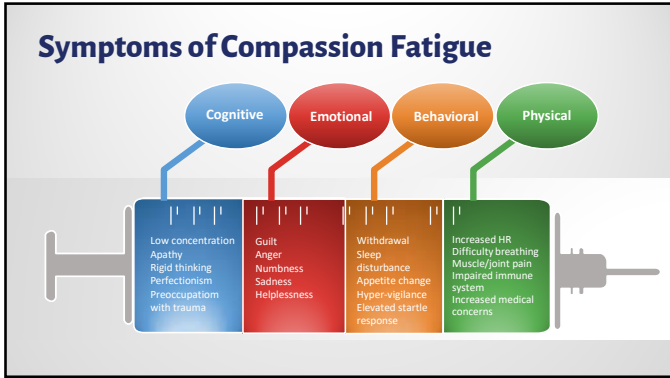 Symptoms of Compassion Fatigue
Cognitive
Emotional
Behavioral
Physical
Low concentration
Apathy
Rigid thinking
Perfectionism
Preoccupatiom
with trauma
Guilt
Anger
Numbness
Sadness
Helplessness
Withdrawal
Sleep
disturbance
Appetite change
Hyper-vigilance
Elevated startle
response
Increased HR
Difficulty breathing
Muscle/joint pain
Impaired immune
system
Increased medical
concerns